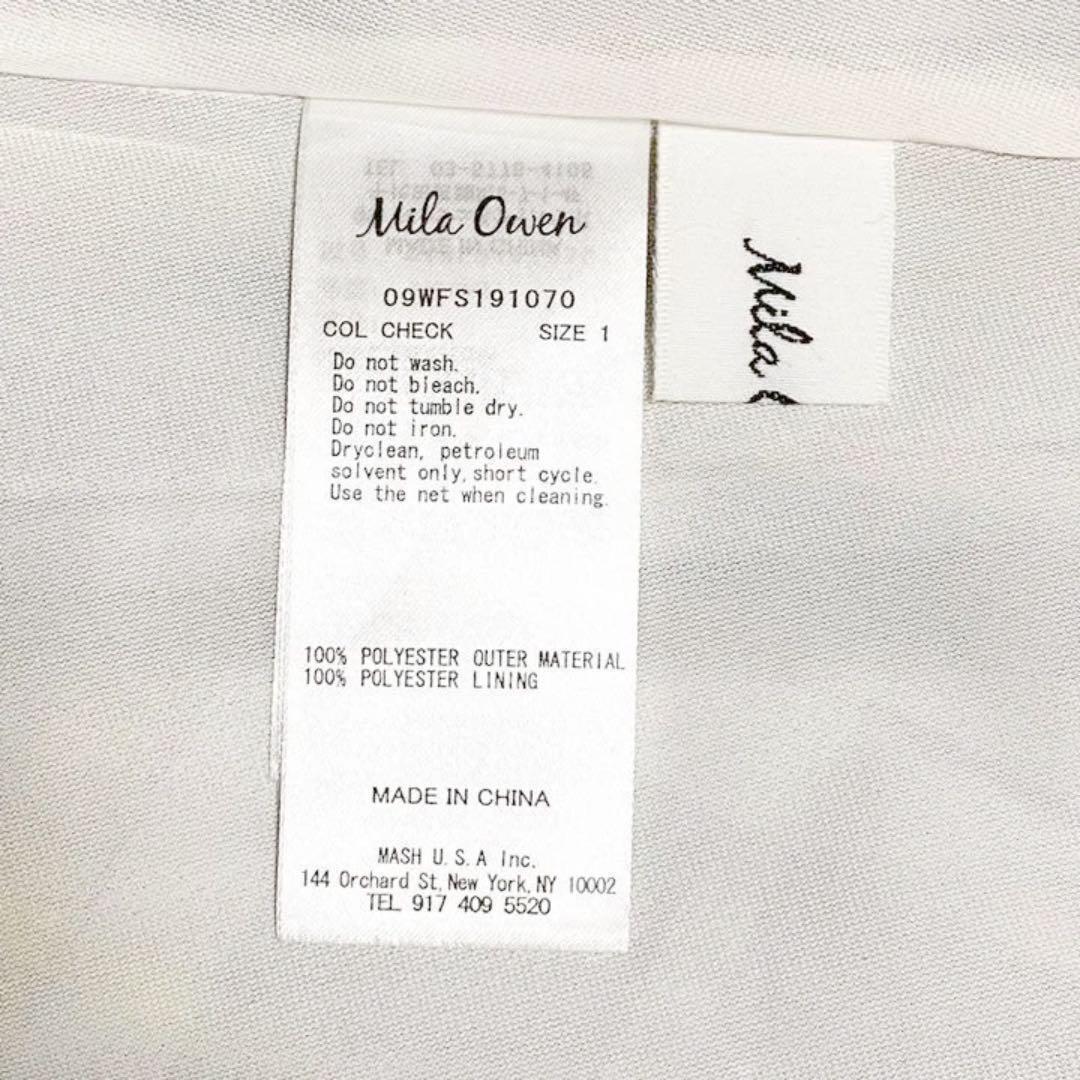 Mila Owen
09WFS191070
COL CHECK SIZE 1
Do not wash.
Do not bleach.
Do not tumble dry.
Do not iron.
Dryclean, petroleum
solvent only, short cycle.
Use the net when cleaning.
100% POLYESTER OUTER MATERIAL
100% POLYESTER LINING
MADE IN CHINA
MASH U.S.A Inc.
144 Orchard St, New York, NY 10002
TEL 917 409 5520
Mila